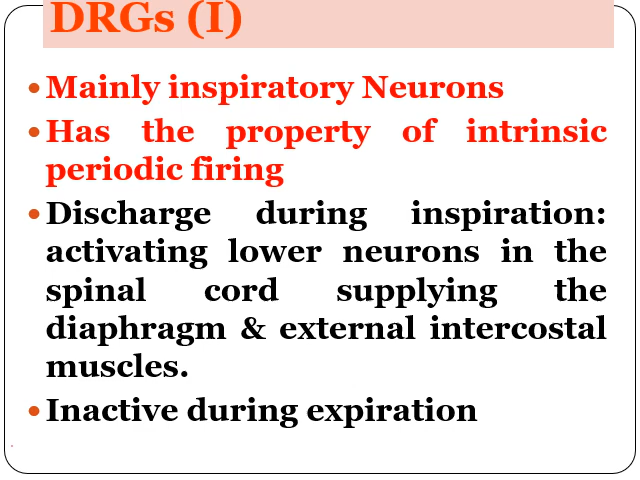 DRGs (I)
• Mainly inspiratory Neurons
• Has the property of intrinsic
periodic firing
• Discharge during inspiration:
activating lower neurons in the
spinal cord supplying the
diaphragm & external intercostal
muscles.
• Inactive during expiration